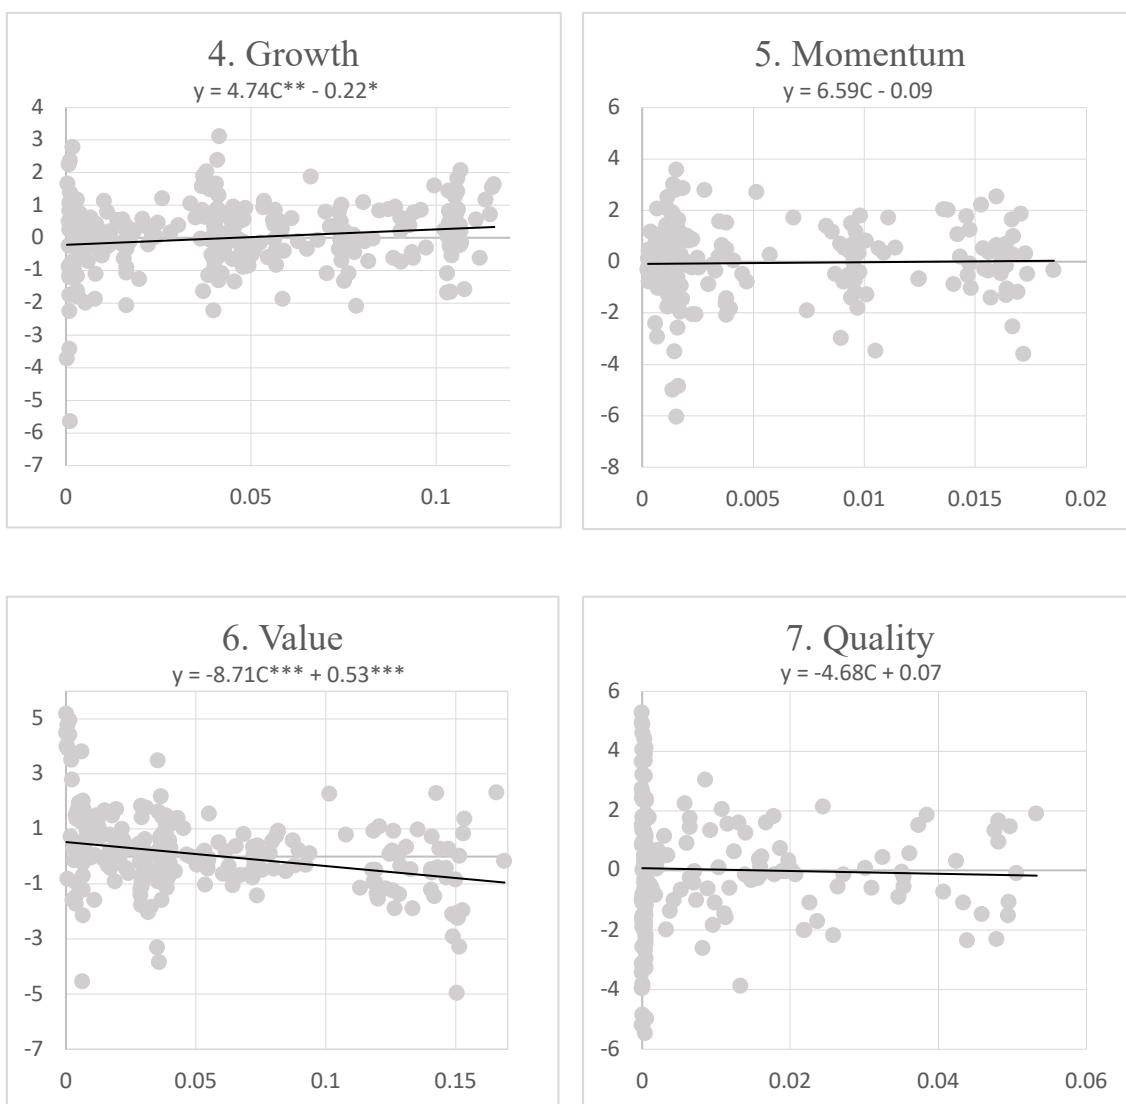 4. Growth
y = 4.74C** - 0.22*
4
3
2
1
0
-1
-2
-3
-4
-5
-6
-7
0 0.05 0.1
5. Momentum
y = 6.59C - 0.09
6
4
2
0
-2
-4
-6
-8
0 0.005 0.01 0.015 0.02
6. Value
y = -8.71C*** + 0.53***
5
3
1
-1
-3
-5
-7
0 0.05 0.1 0.15
7. Quality
y = -4.68C + 0.07
6
4
2
0
-2
-4
-6
0 0.02 0.04 0.06